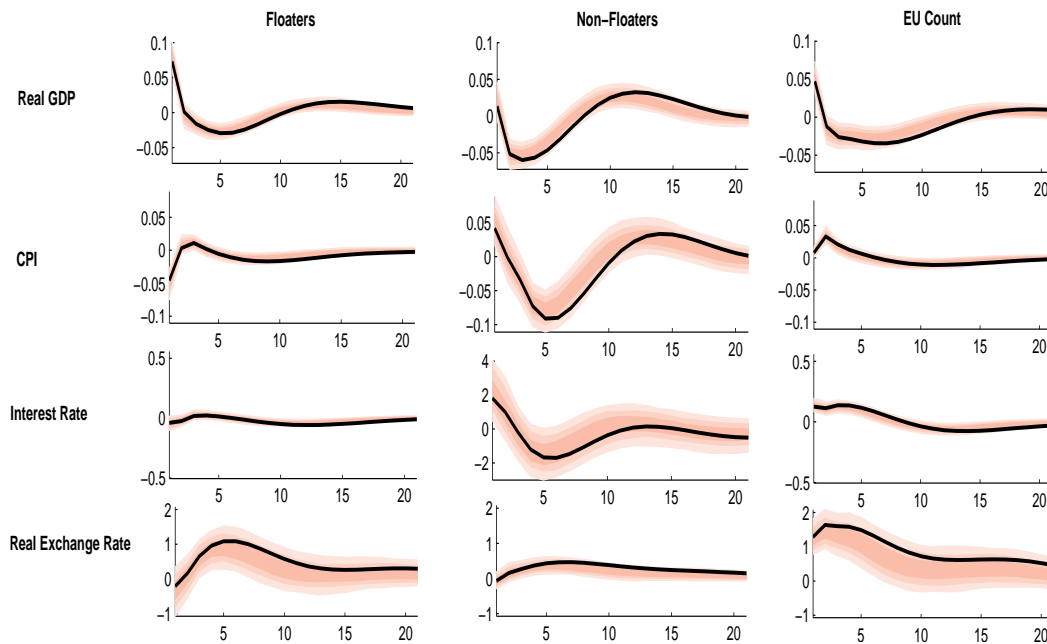 Floaters Non−Floaters EU Count
Real GDP
0.1 0.05 0 −0.05
5 10 15 20
0.1 0.05 0 −0.05
5 10 15 20
0.1 0.05 0 −0.05
5 10 15 20
CPI
0.05 0 −0.05 −0.1
5 10 15 20
0.05 0 −0.05 −0.1
5 10 15 20
0.05 0 −0.05 −0.1
5 10 15 20
Interest Rate
0.5 0 −0.5
5 10 15 20
4 2 0 −2
5 10 15 20
0.5 0 −0.5
5 10 15 20
Real Exchange Rate
2 1 0 −1
5 10 15 20
2 1 0 −1
5 10 15 20
2 1 0 −1
5 10 15 20